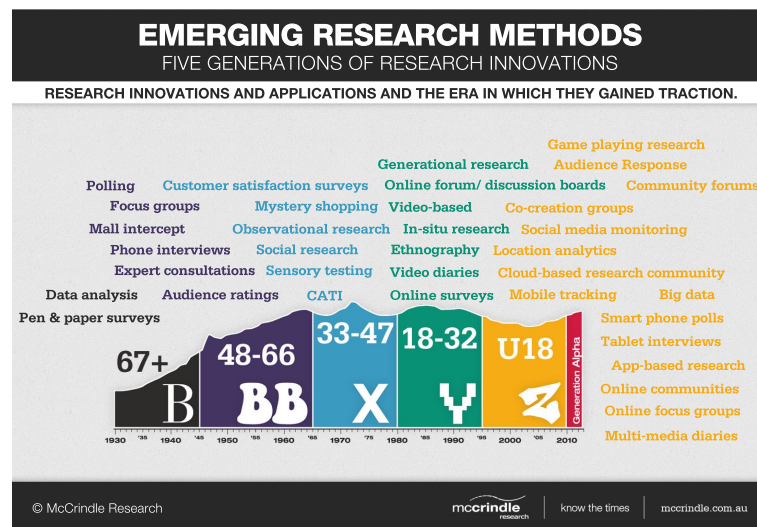 EMERGING RESEARCH METHODS
FIVE GENERATIONS OF RESEARCH INNOVATIONS
RESEARCH INNOVATIONS AND APPLICATIONS AND THE ERA IN WHICH THEY GAINED TRACTION.
Game playing research
Generational research Audience Response
Polling Customer satisfaction surveys Online forum/ discussion boards Community forums
Focus groups Mystery shopping Video-based Co-creation groups
Mall intercept Observational research In-situ research Social media monitoring
Phone interviews Social research Ethnography Location analytics
Expert consultations Sensory testing Video diaries Cloud-based research community
Data analysis Audience ratings CATI Online surveys Mobile tracking Big data
Pen & paper surveys Smart phone polls
Tablet interviews
App-based research
Online communities
Online focus groups
Multi-media diaries
67+ 48-66 33-47 18-32 U18
B BB X Y Z Generation Alpha
1930 '35 1940 '45 1950 '55 1960 '65 1970 '75 1980 '85 1990 '95 2000 '05 2010
© McCrindle Research
mccrindle research
know the times
mccrindle.com.au